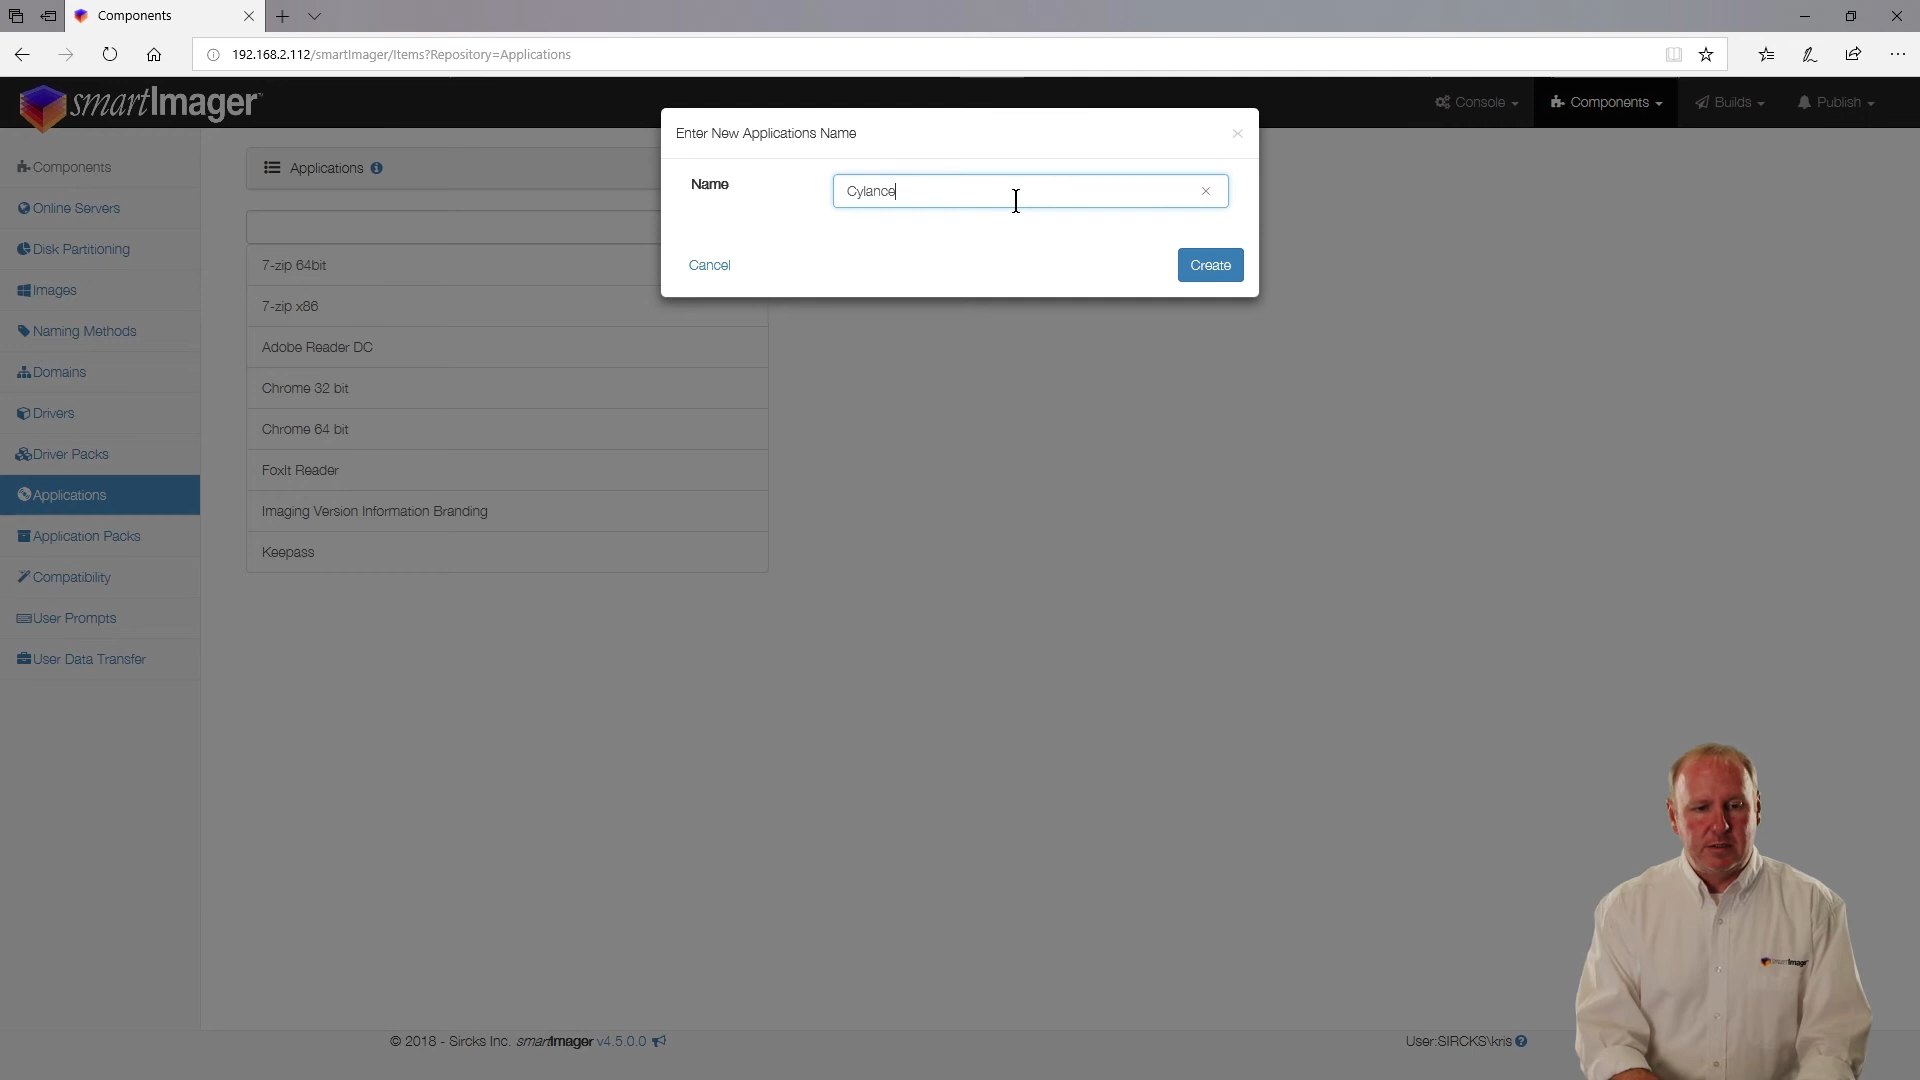 Components
192.168.2.112/smartImager/Items?Repository=Applications
smartImager™
Console
Components
Builds
Publish
Enter New Applications Name
Name
Cylance
Cancel
Create
Components
Online Servers
Disk Partitioning
Images
Naming Methods
Domains
Drivers
Driver Packs
Applications
Application Packs
Compatibility
User Prompts
User Data Transfer
Applications
7-zip 64bit
7-zip x86
Adobe Reader DC
Chrome 32 bit
Chrome 64 bit
FoxIt Reader
Imaging Version Information Branding
Keepass
smartImager
© 2018 - Sircks Inc. smartImager v4.5.0.0
User:SIRCKS\kris